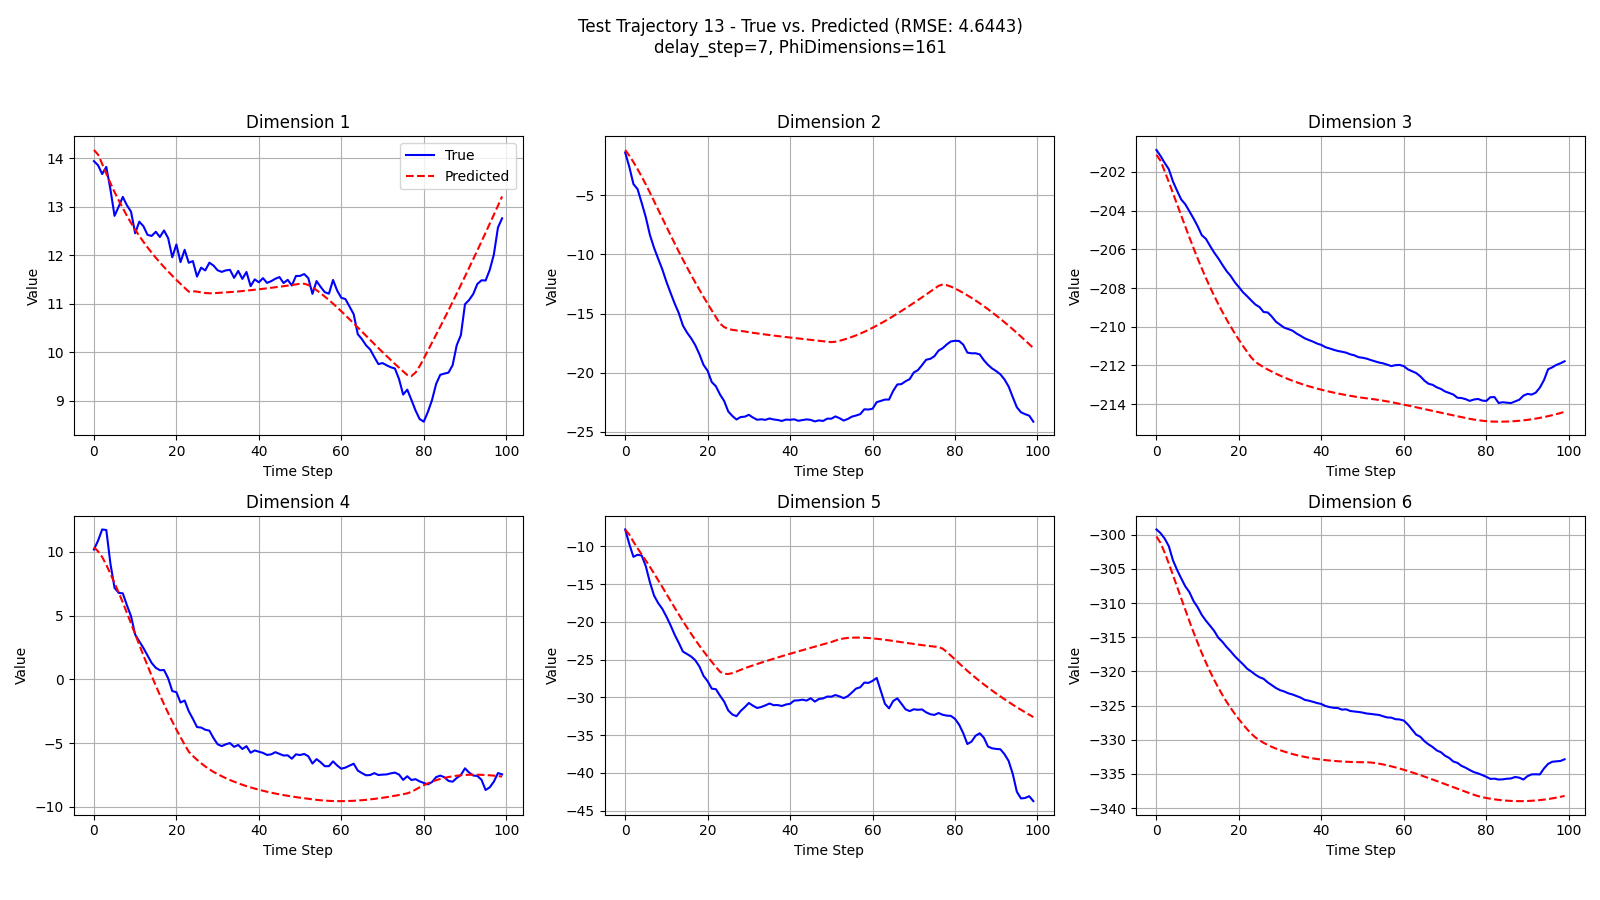 Test Trajectory 13 - True vs. Predicted (RMSE: 4.6443)
delay_step=7, PhiDimensions=161
Dimension 1
Value
14
13
12
11
10
9
True
Predicted
0 20 40 60 80 100
Time Step
Dimension 2
Value
−5
−10
−15
−20
−25
0 20 40 60 80 100
Time Step
Dimension 3
Value
−202
−204
−206
−208
−210
−212
−214
0 20 40 60 80 100
Time Step
Dimension 4
Value
10
5
0
−5
−10
0 20 40 60 80 100
Time Step
Dimension 5
Value
−10
−15
−20
−25
−30
−35
−40
−45
0 20 40 60 80 100
Time Step
Dimension 6
Value
−300
−305
−310
−315
−320
−325
−330
−335
−340
0 20 40 60 80 100
Time Step